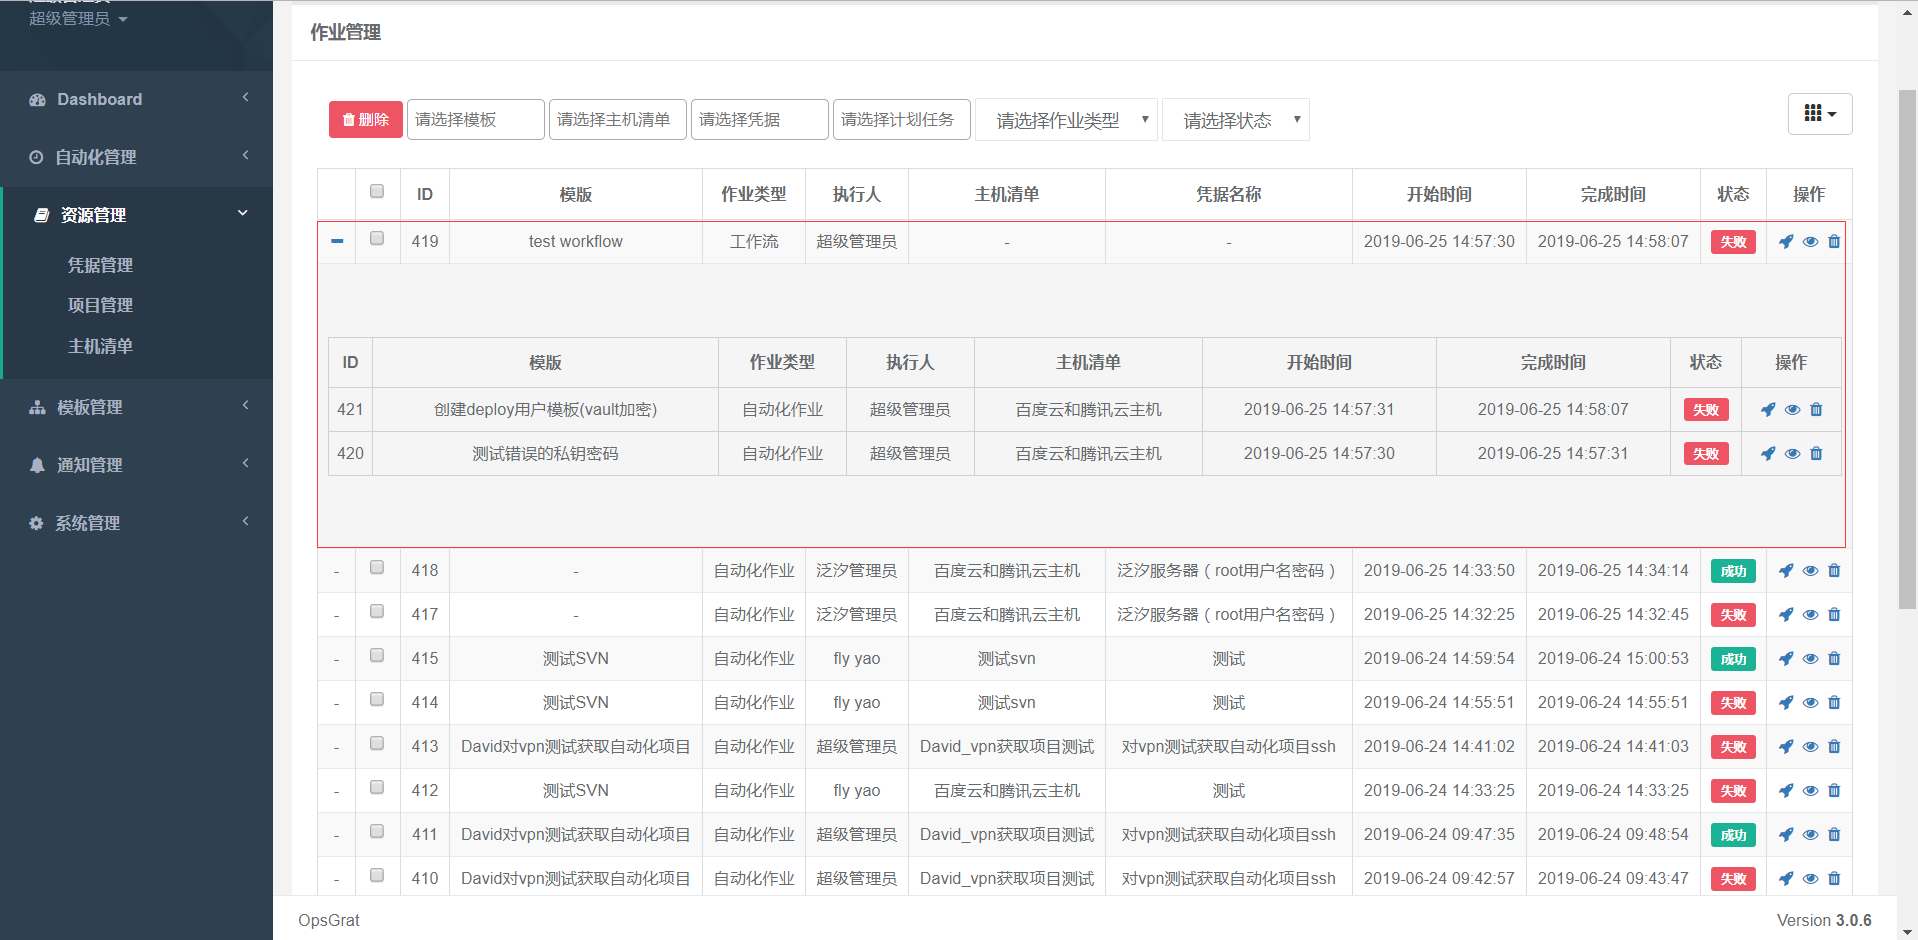 超级管理员
Dashboard
自动化管理
资源管理
凭据管理
项目管理
主机清单
模板管理
通知管理
系统管理
作业管理
删除 请选择模板 请选择主机清单 请选择凭据 请选择计划任务 请选择作业类型 请选择状态
ID 模版 作业类型 执行人 主机清单 凭据名称 开始时间 完成时间 状态 操作
419 test workflow 工作流 超级管理员 - - 2019-06-25 14:57:30 2019-06-25 14:58:07 失败
ID 模版 作业类型 执行人 主机清单 开始时间 完成时间 状态 操作
421 创建deploy用户模板(vault加密) 自动化作业 超级管理员 百度云和腾讯云主机 2019-06-25 14:57:31 2019-06-25 14:58:07 失败
420 测试错误的私钥密码 自动化作业 超级管理员 百度云和腾讯云主机 2019-06-25 14:57:30 2019-06-25 14:57:31 失败
- 418 - 自动化作业 泛汐管理员 百度云和腾讯云主机 泛汐服务器（root用户名密码） 2019-06-25 14:33:50 2019-06-25 14:34:14 成功
- 417 - 自动化作业 泛汐管理员 百度云和腾讯云主机 泛汐服务器（root用户名密码） 2019-06-25 14:32:25 2019-06-25 14:32:45 失败
- 415 测试SVN 自动化作业 fly yao 测试svn 测试 2019-06-24 14:59:54 2019-06-24 15:00:53 成功
- 414 测试SVN 自动化作业 fly yao 测试svn 测试 2019-06-24 14:55:51 2019-06-24 14:55:51 失败
- 413 David对vpn测试获取自动化项目 自动化作业 超级管理员 David_vpn获取项目测试 对vpn测试获取自动化项目ssh 2019-06-24 14:41:02 2019-06-24 14:41:03 失败
- 412 测试SVN 自动化作业 fly yao 百度云和腾讯云主机 测试 2019-06-24 14:33:25 2019-06-24 14:33:25 失败
- 411 David对vpn测试获取自动化项目 自动化作业 超级管理员 David_vpn获取项目测试 对vpn测试获取自动化项目ssh 2019-06-24 09:47:35 2019-06-24 09:48:54 成功
- 410 David对vpn测试获取自动化项目 自动化作业 超级管理员 David_vpn获取项目测试 对vpn测试获取自动化项目ssh 2019-06-24 09:42:57 2019-06-24 09:43:47 失败
OpsGrat Version 3.0.6